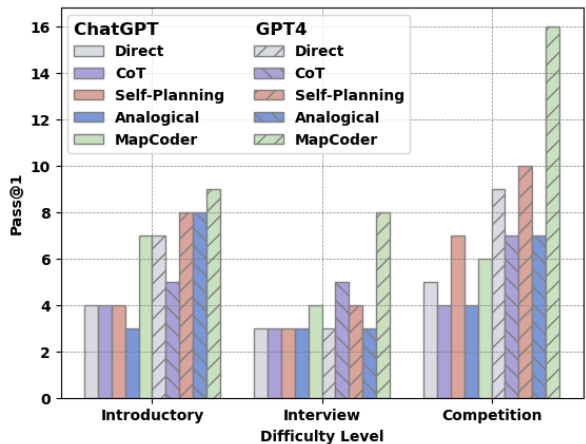 ChatGPT GPT4
Direct Direct
CoT CoT
Self-Planning Self-Planning
Analogical Analogical
MapCoder MapCoder
Pass@1
16
14
12
10
8
6
4
2
0
Introductory Interview Competition
Difficulty Level